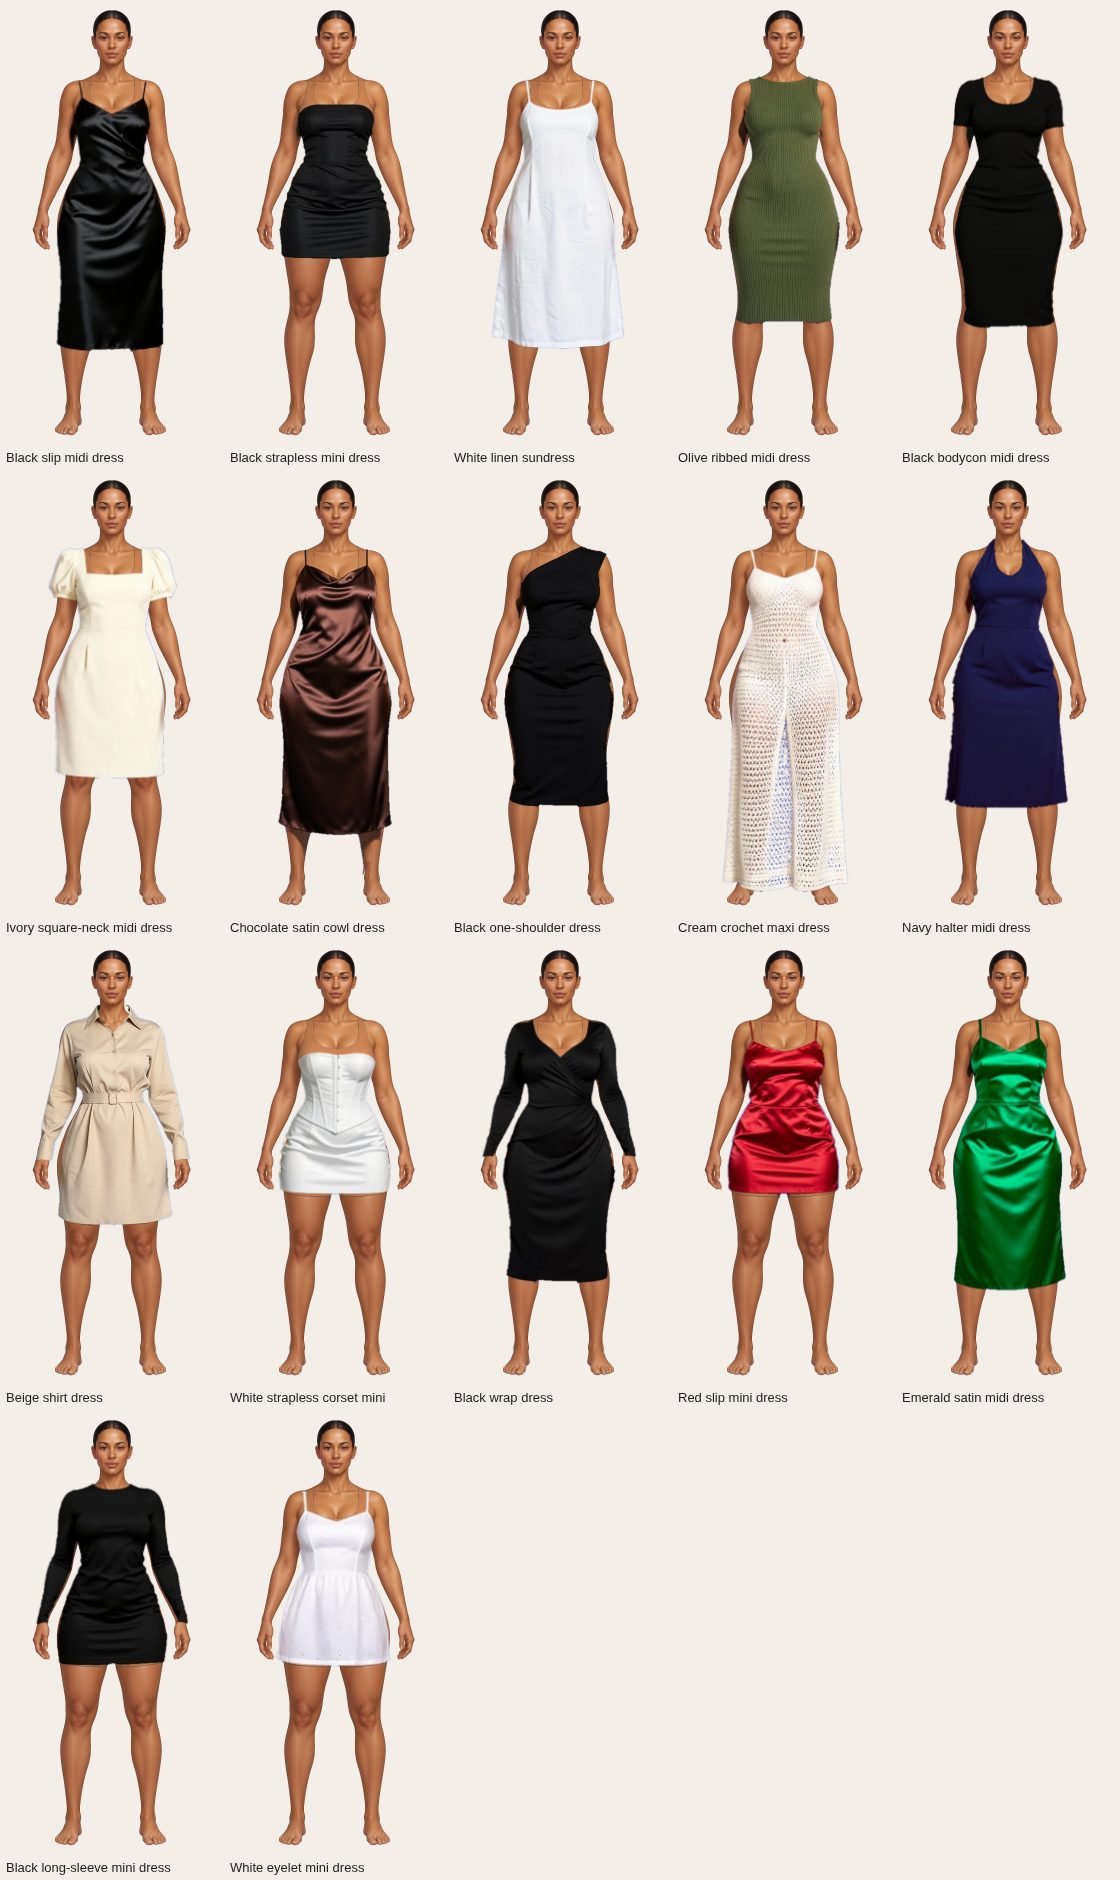 Black slip midi dress
Black strapless mini dress
White linen sundress
Olive ribbed midi dress
Black bodycon midi dress
Ivory square-neck midi dress
Chocolate satin cowl dress
Black one-shoulder dress
Cream crochet maxi dress
Navy halter midi dress
Beige shirt dress
White strapless corset mini
Black wrap dress
Red slip mini dress
Emerald satin midi dress
Black long-sleeve mini dress
White eyelet mini dress